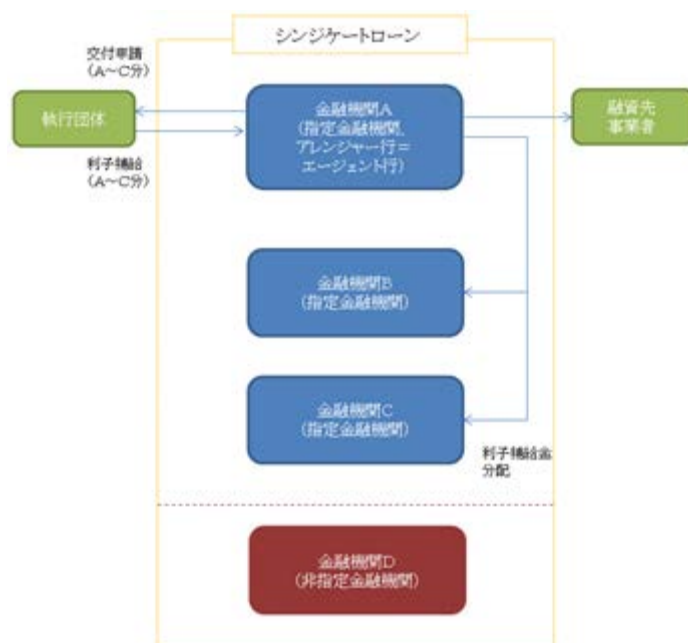 シンジケートローン
交付申請
(A～C分)
執行団体
利子補給
(A～C分)
金融機関A
(指定金融機関、
アレンジャー行＝
エージェント行)
融資先
事業者
金融機関B
(指定金融機関)
金融機関C
(指定金融機関)
利子補給金
分配
金融機関D
(非指定金融機関)